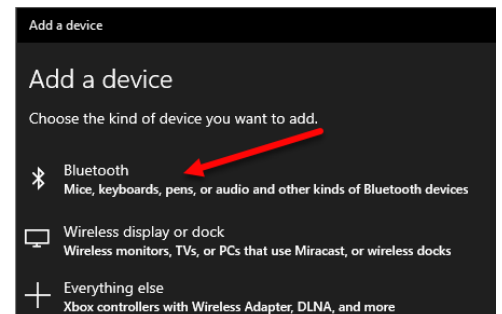 Add a device
Add a device
Choose the kind of device you want to add.
Bluetooth
Mice, keyboards, pens, or audio and other kinds of Bluetooth devices
Wireless display or dock
Wireless monitors, TVs, or PCs that use Miracast, or wireless docks
Everything else
Xbox controllers with Wireless Adapter, DLNA, and more